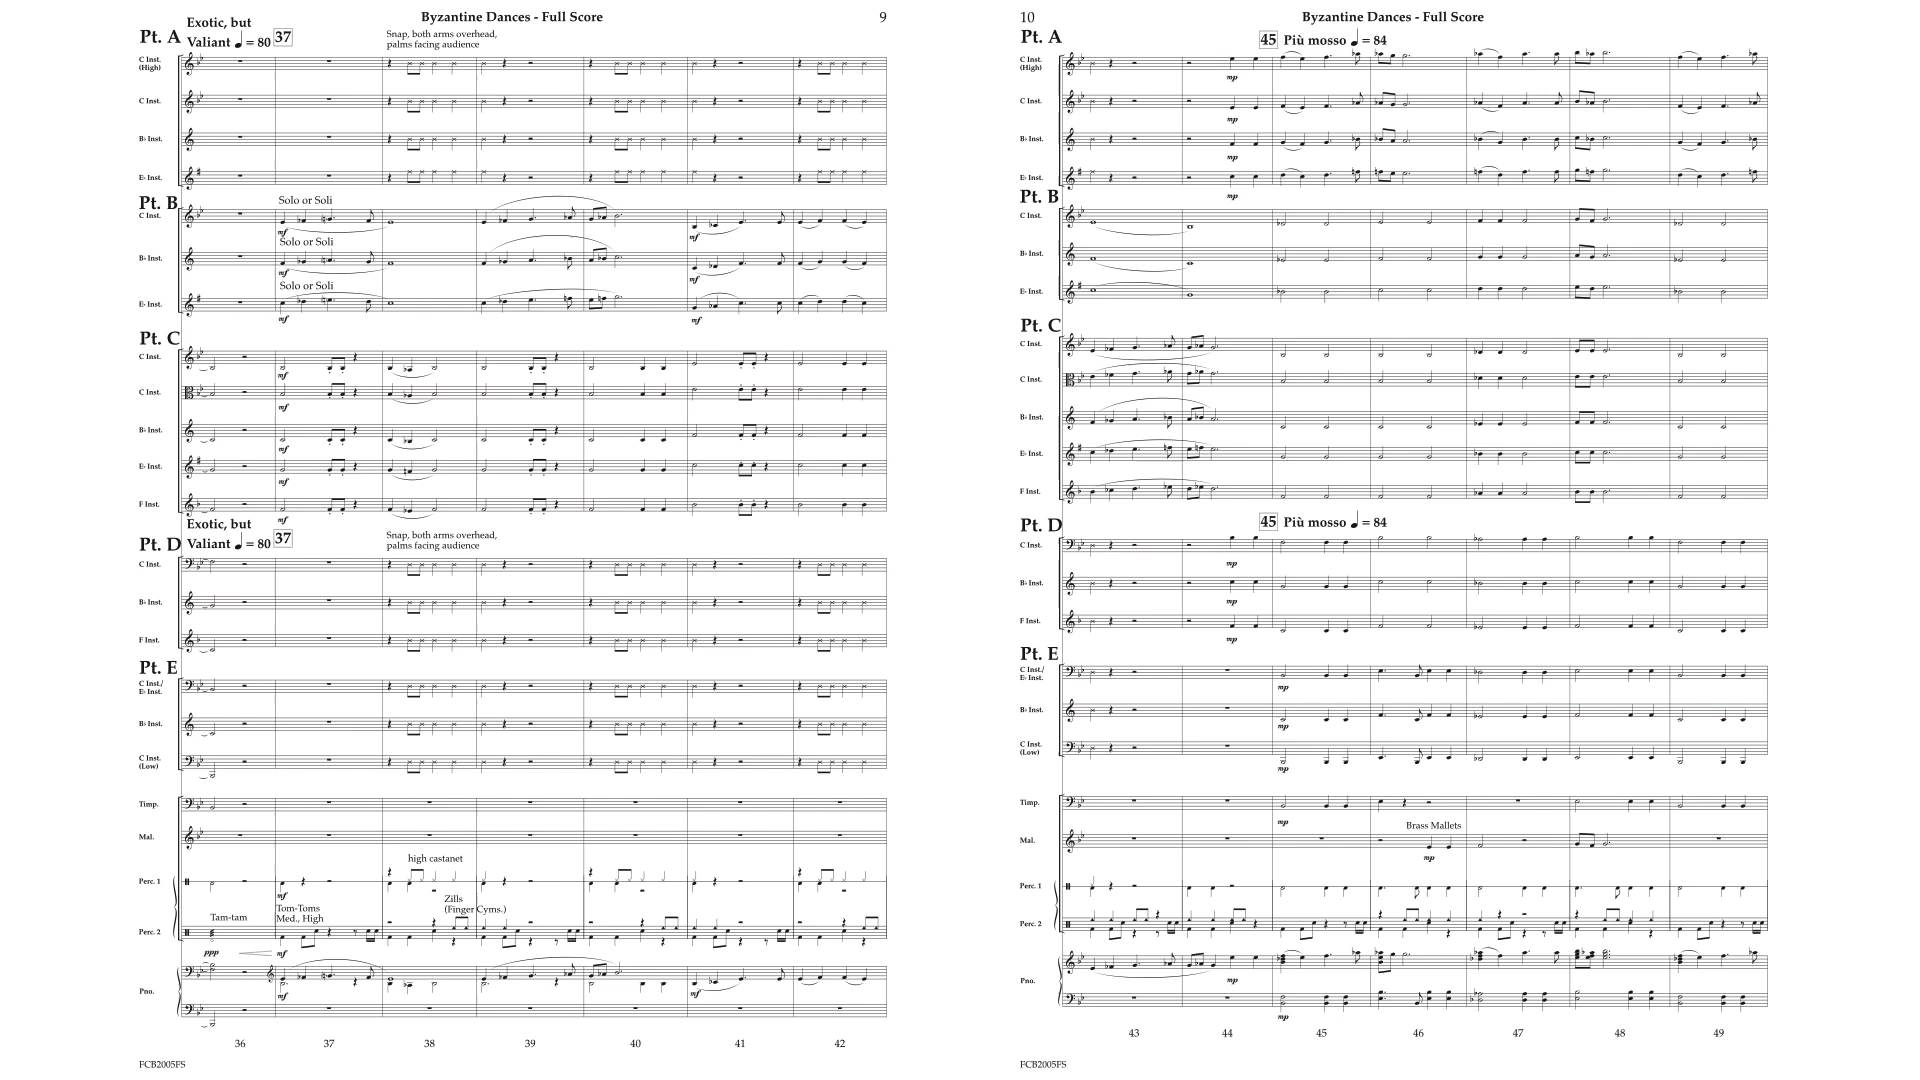 Byzantine Dances - Full Score
9
Exotic, but
Valiant ♩ = 80
37
Snap, both arms overhead,
palms facing audience
Pt. A
C Inst.
(High)
C Inst.
B♭ Inst.
E♭ Inst.
Pt. B
Solo or Soli
C Inst.
mf
Solo or Soli
B♭ Inst.
mf
mf
Solo or Soli
E♭ Inst.
mf
mf
Pt. C
C Inst.
mf
C Inst.
mf
B♭ Inst.
mf
E♭ Inst.
mf
F Inst.
mf
Exotic, but
Valiant ♩ = 80
37
Snap, both arms overhead,
palms facing audience
Pt. D
C Inst.
B♭ Inst.
F Inst.
Pt. E
C Inst./
E♭ Inst.
B♭ Inst.
C Inst.
(Low)
Timp.
Mal.
high castanet
Perc. 1
mf
Zills
(Finger Cyms.)
Tam-tam
Tom-Toms
Med., High
Perc. 2
ppp
mf
Pno.
mf
mf
36 37 38 39 40 41 42
FCB2005FS
10
Byzantine Dances - Full Score
Pt. A
45 Più mosso ♩ = 84
C Inst.
(High)
mp
C Inst.
mp
B♭ Inst.
mp
E♭ Inst.
mp
Pt. B
C Inst.
B♭ Inst.
E♭ Inst.
Pt. C
C Inst.
C Inst.
B♭ Inst.
E♭ Inst.
F Inst.
Pt. D
45 Più mosso ♩ = 84
C Inst.
mp
B♭ Inst.
mp
F Inst.
mp
Pt. E
C Inst./
E♭ Inst.
mp
B♭ Inst.
mp
C Inst.
(Low)
mp
Timp.
mp
Brass Mallets
Mal.
mp
Perc. 1
Perc. 2
Pno.
mp
mp
43 44 45 46 47 48 49
FCB2005FS